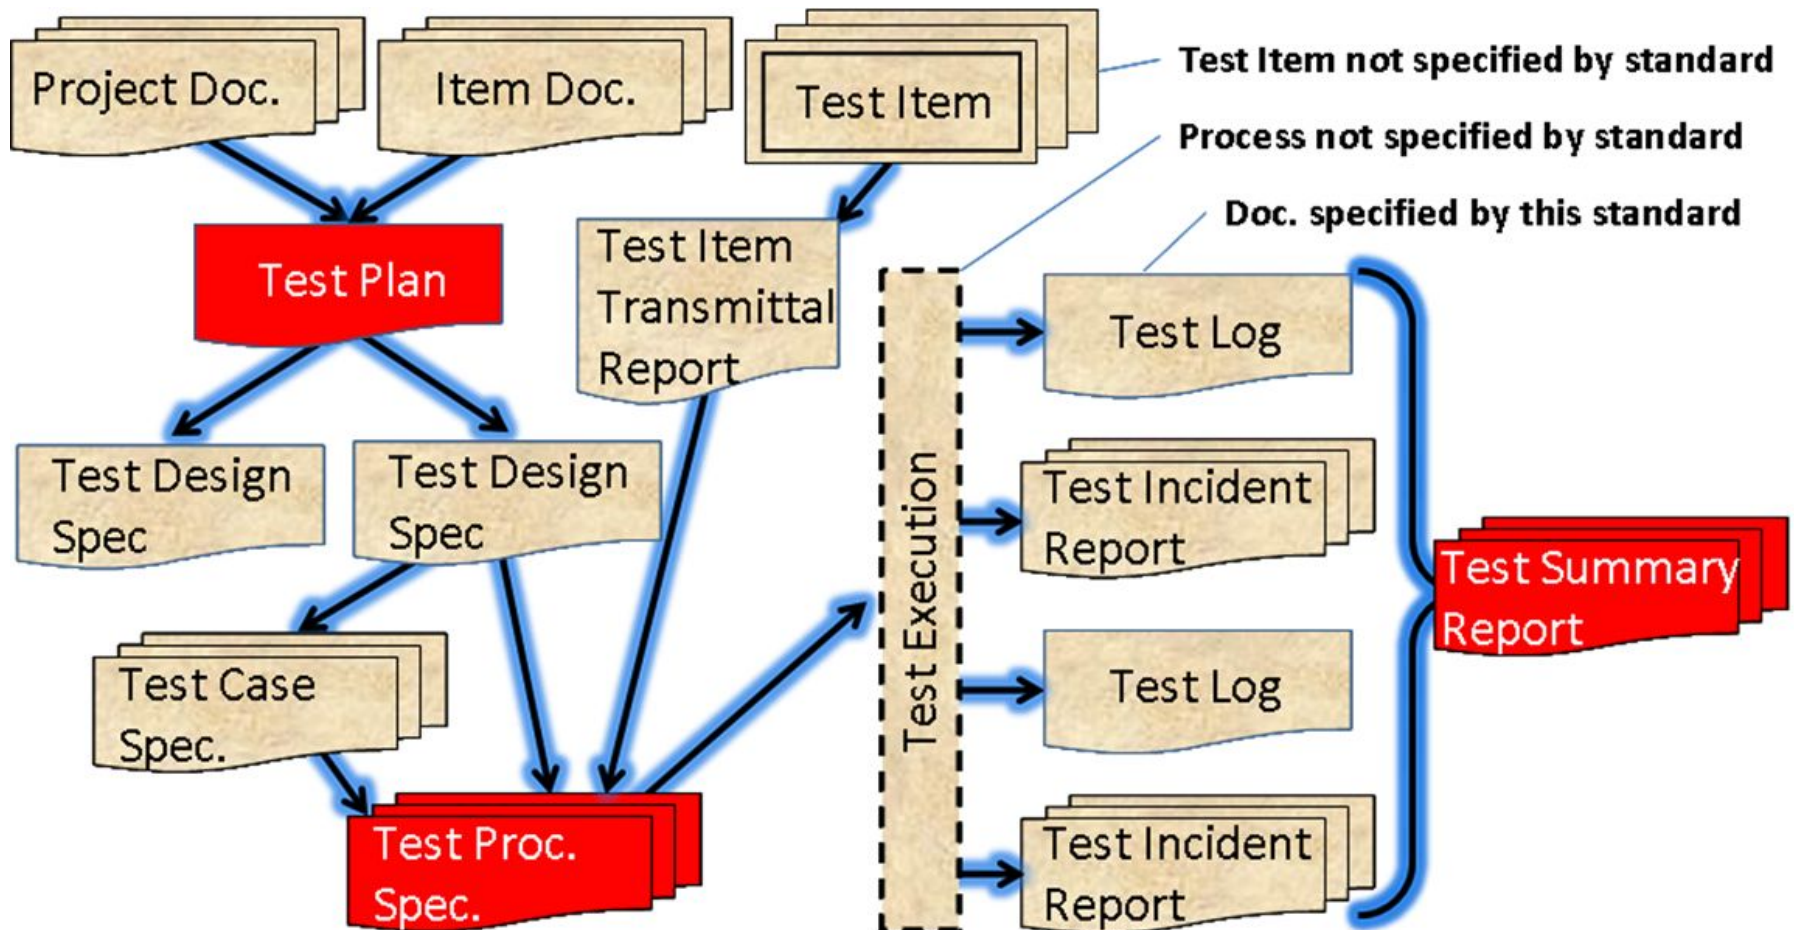 Project Doc.
Item Doc.
Test Item
Test Item not specified by standard
Process not specified by standard
Doc. specified by this standard
Test Plan
Test Item
Transmittal
Report
Test Log
Test Design
Spec
Test Design
Spec
Test Execution
Test Incident
Report
Test Summary
Report
Test Case
Spec.
Test Log
Test Proc.
Spec.
Test Incident
Report